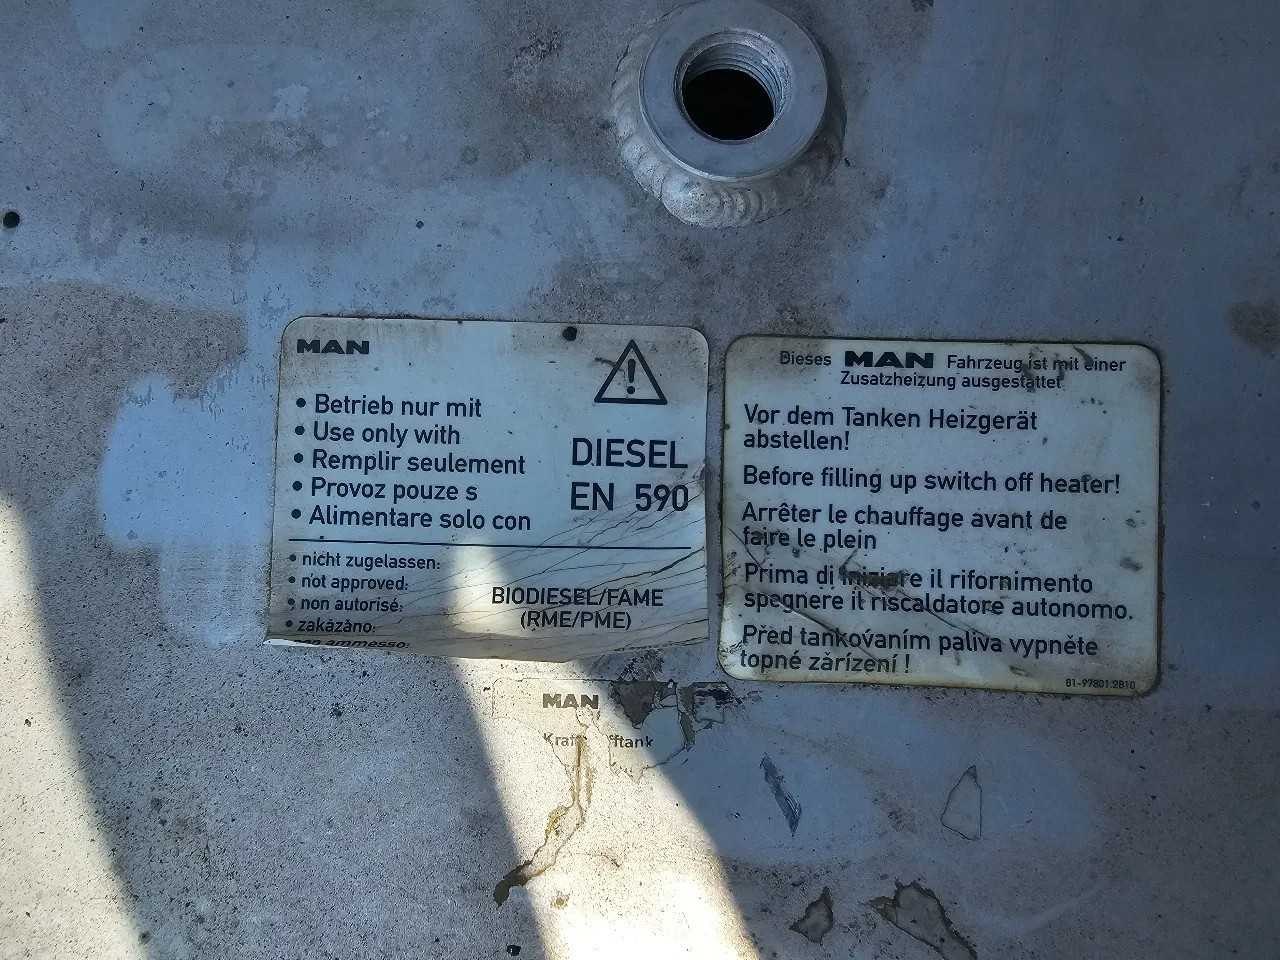 MAN
• Betrieb nur mit
• Use only with
• Remplir seulement
• Provoz pouze s
• Alimentare solo con
DIESEL
EN 590
• nicht zugelassen:
• not approved:
• non autorisé:
• zakázáno:
non ammesso:
BIODIESEL/FAME
(RME/PME)
Dieses MAN Fahrzeug ist mit einer
Zusatzheizung ausgestattet
Vor dem Tanken Heizgerät
abstellen!
Before filling up switch off heater!
Arrêter le chauffage avant de
faire le plein
Prima di iniziare il rifornimento
spegnere il riscaldatore autonomo.
Před tankovaním paliva vypněte
topné zařízení !
81-97801.2810
MAN